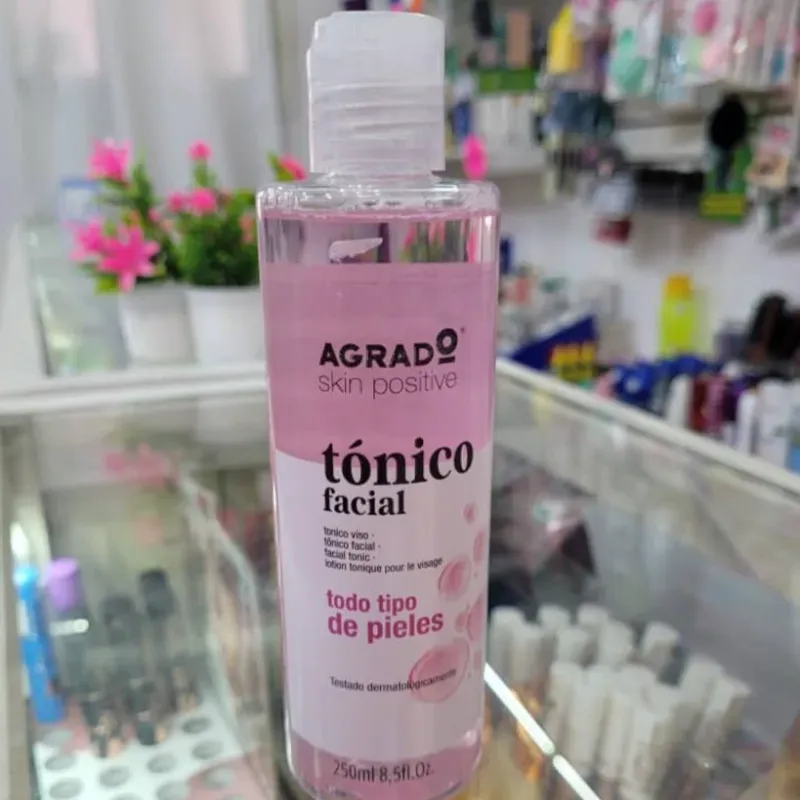 AGRADO
skin positive
tónico
facial
tonico viso ·
tônico facial ·
facial tonic ·
lotion tonique pour le visage
todo tipo
de pieles
Testado dermatológicamente
250ml 8,5fl.Oz.